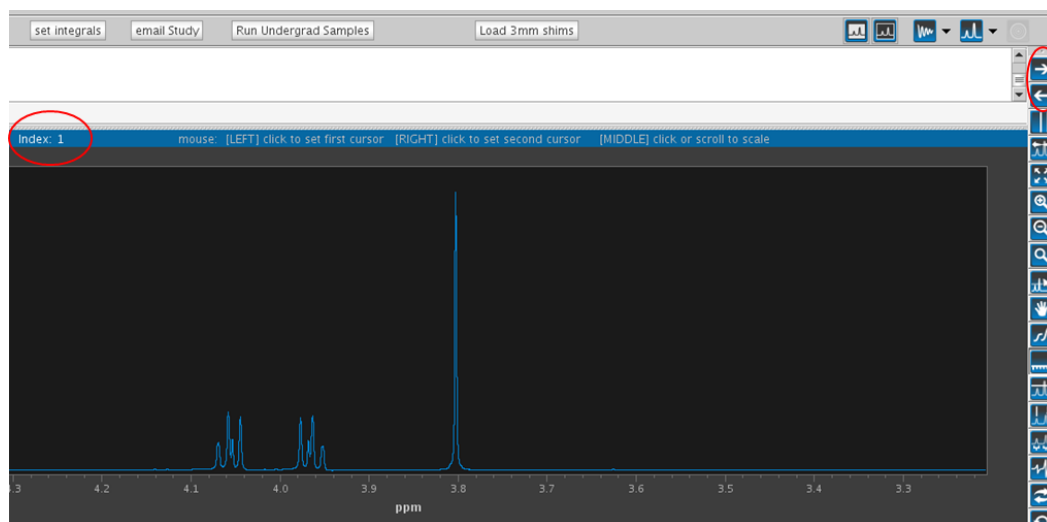 set integrals email Study Run Undergrad Samples Load 3mm shims
Index: 1 mouse: [LEFT] click to set first cursor [RIGHT] click to set second cursor [MIDDLE] click or scroll to scale
4.3 4.2 4.1 4.0 3.9 3.8 3.7 3.6 3.5 3.4 3.3
ppm